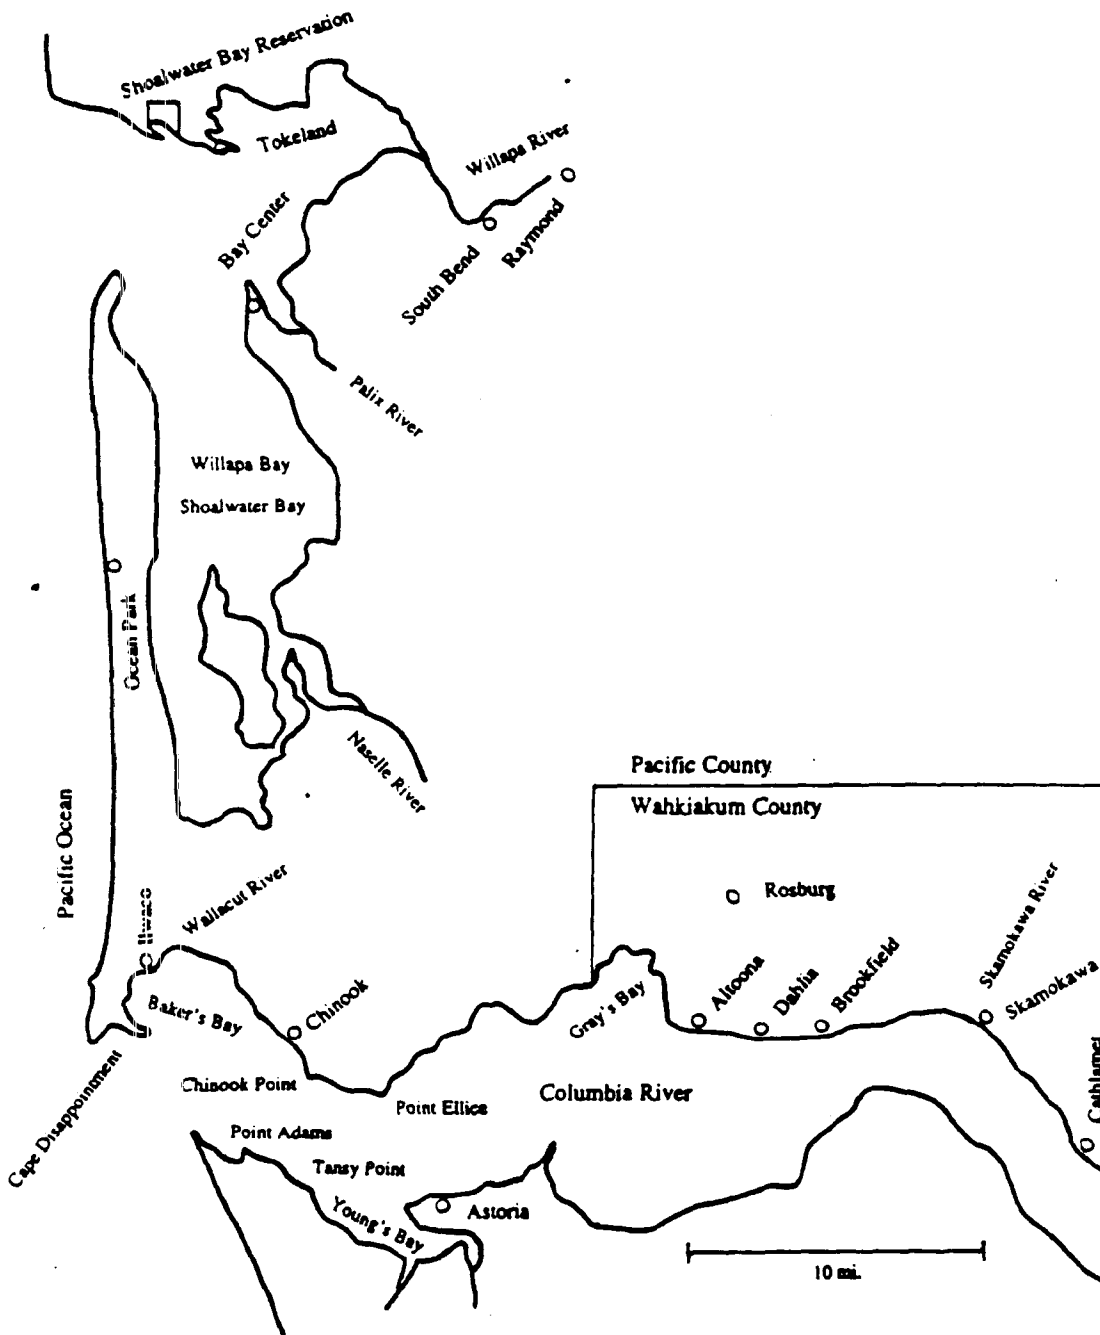 Shoalwater Bay Reservation
Tokeland
Willapa River
Bay Center
South Bend
Raymond
Palix River
Willapa Bay
Shoalwater Bay
Ocean Park
Naselle River
Pacific County
Wahkiakum County
Pacific Ocean
Ilwaco
Wallacut River
Rosburg
Skamokawa River
Baker's Bay
Chinook
Gray's Bay
Altoona
Dahlia
Brookfield
Skamokawa
Cathlamet
Cape Disappointment
Chinook Point
Point Ellice
Columbia River
Point Adams
Tansy Point
Young's Bay
Astoria
10 mi.